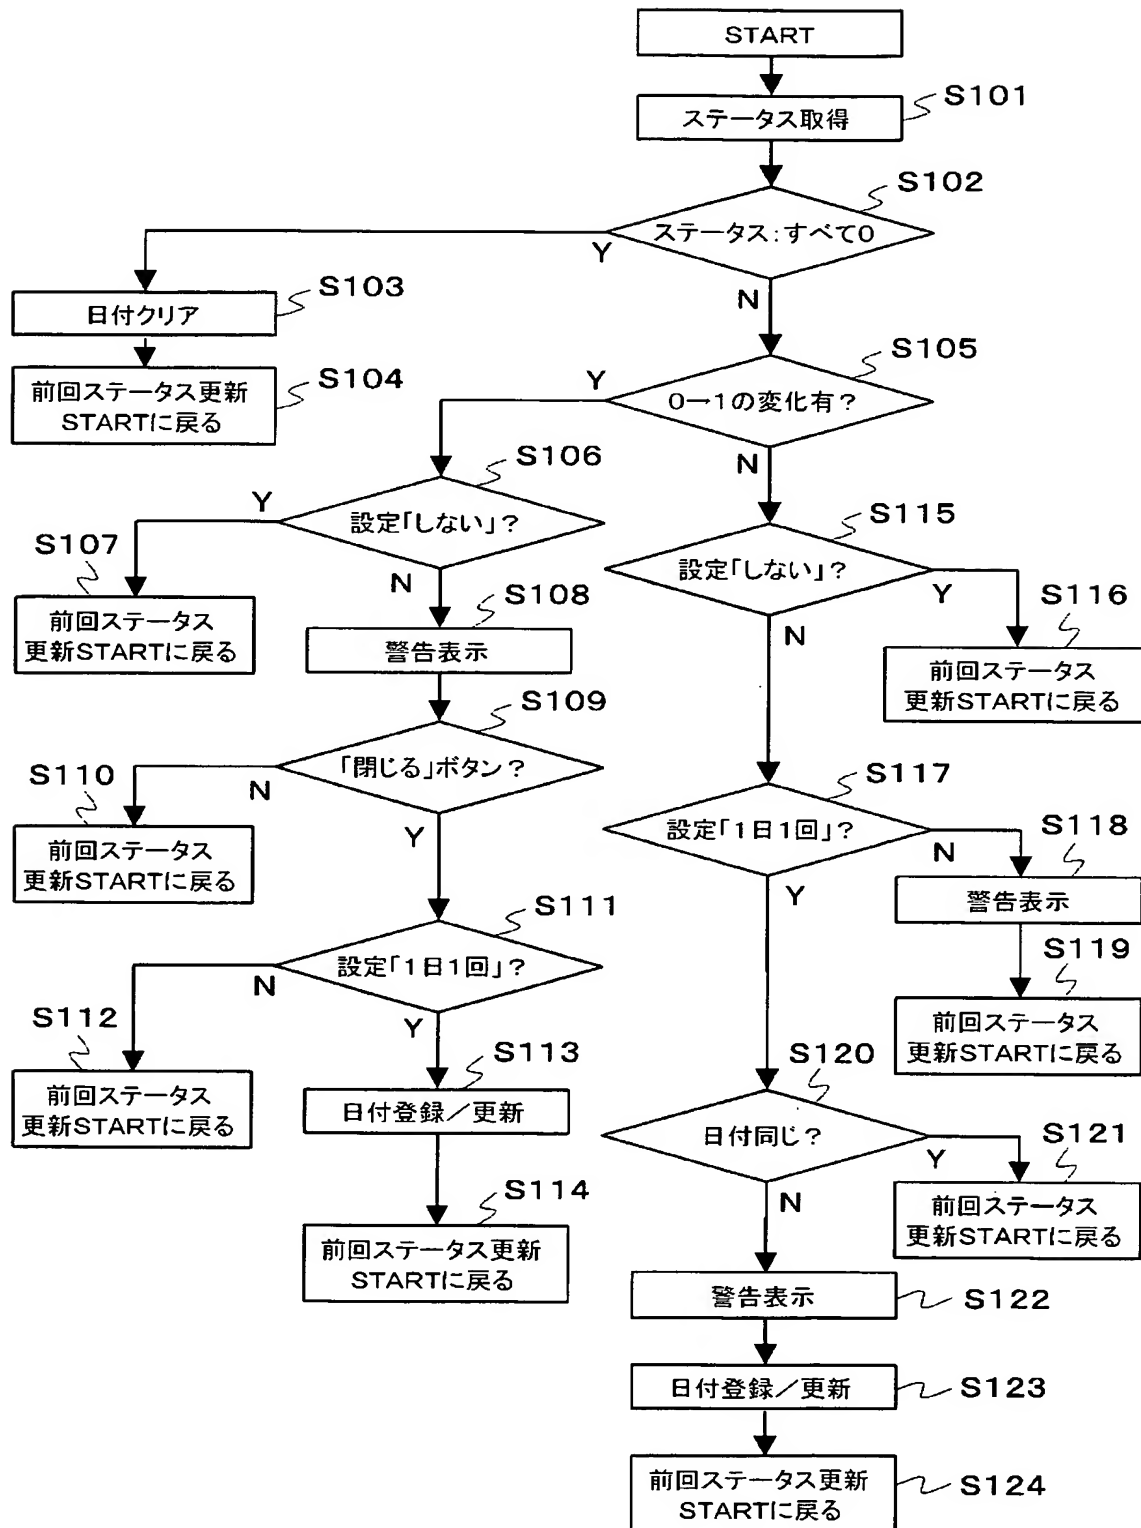 START
S101
ステータス取得
S102
ステータス:すべて0
Y
N
S103
日付クリア
S104
前回ステータス更新
STARTに戻る
S105
0→1の変化有?
Y
N
S106
設定「しない」?
Y
N
S107
前回ステータス
更新STARTに戻る
S108
警告表示
S109
「閉じる」ボタン?
N
Y
S110
前回ステータス
更新STARTに戻る
S111
設定「1日1回」?
N
Y
S112
前回ステータス
更新STARTに戻る
S113
日付登録/更新
S114
前回ステータス更新
STARTに戻る
S115
設定「しない」?
Y
N
S116
前回ステータス
更新STARTに戻る
S117
設定「1日1回」?
N
Y
S118
警告表示
S119
前回ステータス
更新STARTに戻る
S120
日付同じ?
Y
N
S121
前回ステータス
更新STARTに戻る
S122
警告表示
S123
日付登録/更新
S124
前回ステータス更新
STARTに戻る